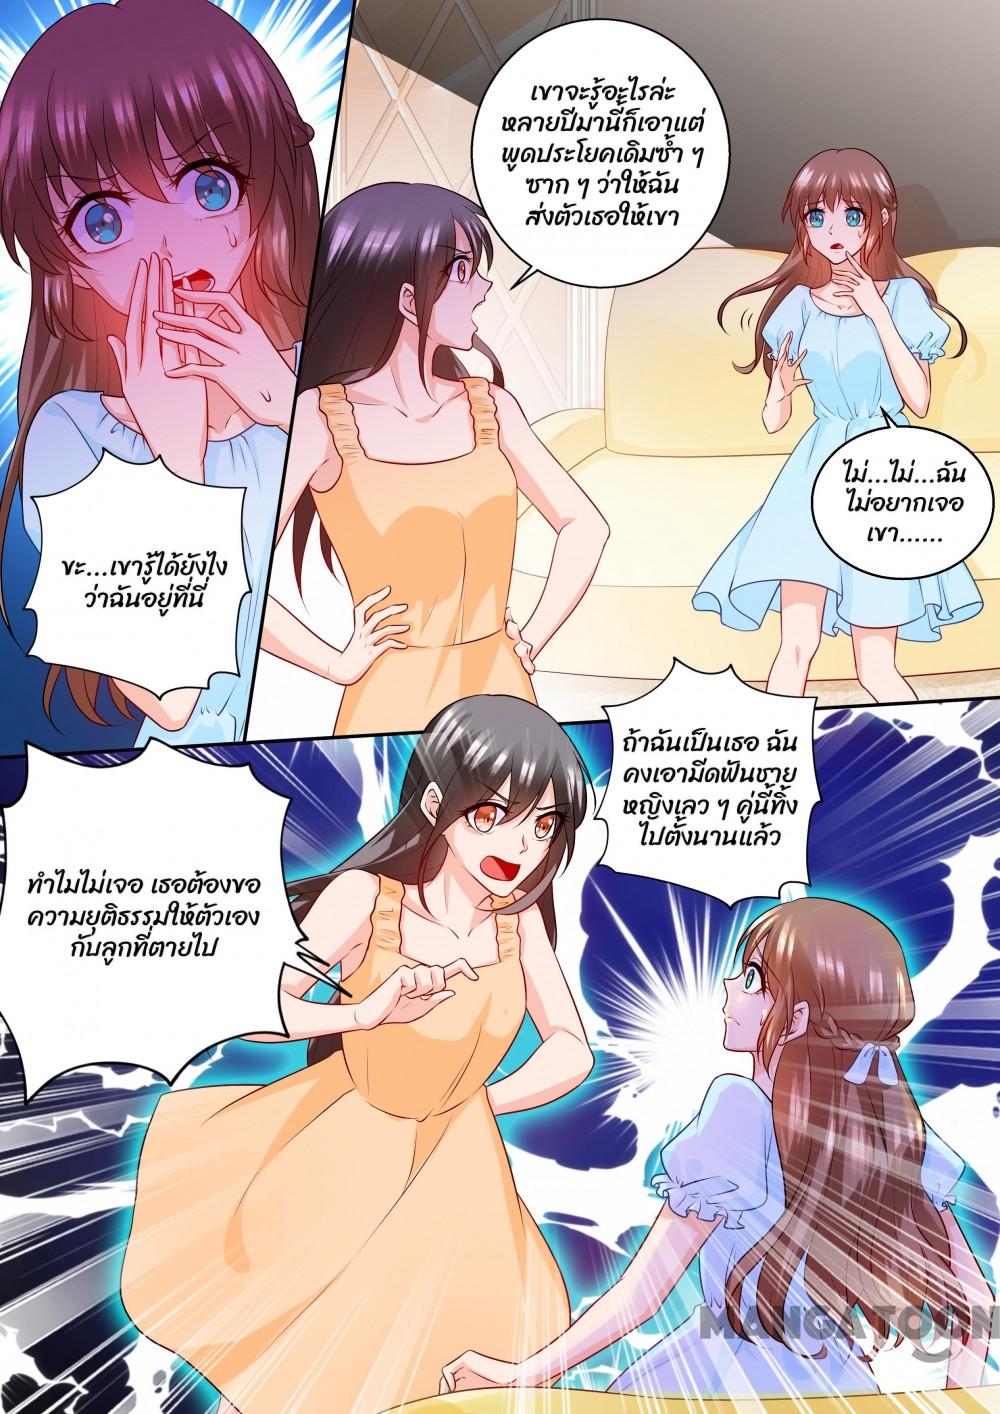 ขะ...เขารู้ได้ยังไง
ว่าฉันอยู่ที่นี่
เขาจะรู้อะไรล่ะ
หลายปีมานี้ก็เอาแต่
พูดประโยคเดิมซ้ำ ๆ
ซาก ๆ ว่าให้ฉัน
ส่งตัวเธอให้เขา
ไม่...ไม่...ฉัน
ไม่อยากเจอ
เขา......
ถ้าฉันเป็นเธอ ฉัน
คงเอามีดฟันชาย
หญิงเลว ๆ คู่นี้ทิ้ง
ไปตั้งนานแล้ว
ทำไมไม่เจอ เธอต้องขอ
ความยุติธรรมให้ตัวเอง
กับลูกที่ตายไป
MANGATOON